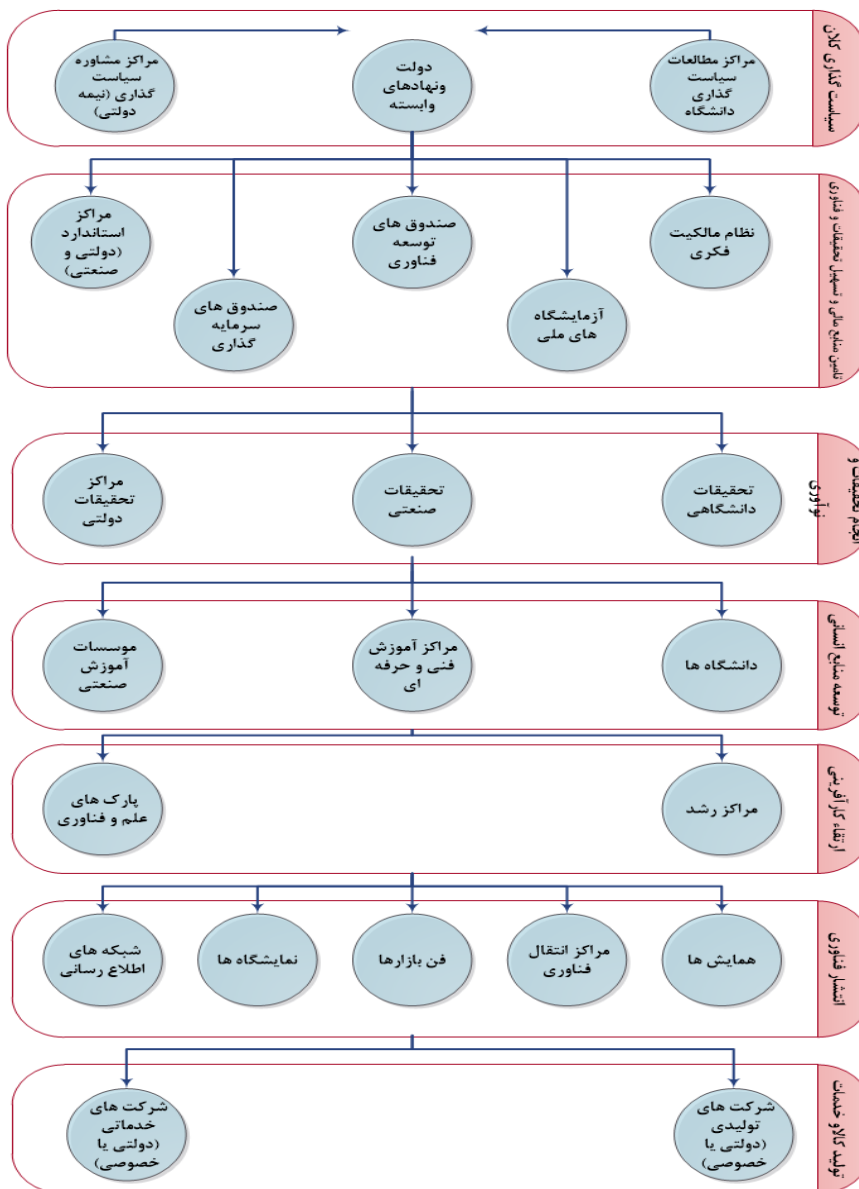 سیاست گذاری کلان
مراکز مطالعات
سیاست
گذاری
دانشگاه
دولت
ونهادهای
وابسته
مراکز مشاوره
سیاست
گذاری (نیمه
دولتی)
تامین منابع مالی و تسهیل تحقیقات و فناوری
نظام مالکیت
فکری
آزمایشگاه
های ملی
صندوق های
توسعه
فناوری
صندوق های
سرمایه
گذاری
مراکز
استاندارد
(دولتی و
صنعتی)
انجام تحقیقات و
نوآوری
تحقیقات
دانشگاهی
تحقیقات
صنعتی
مراکز
تحقیقات
دولتی
توسعه منابع انسانی
دانشگاه ها
مراکز آموزش
فنی و حرفه
ای
موسسات
آموزش
صنعتی
ارتقاء کارآفرینی
مراکز رشد
پارک های
علم و فناوری
انتشار فناوری
همایش ها
مراکز انتقال
فناوری
فن بازارها
نمایشگاه ها
شبکه های
اطلاع رسانی
تولید کالاو خدمات
شرکت های
تولیدی
(دولتی یا
خصوصی)
شرکت های
خدماتی
(دولتی یا
خصوصی)